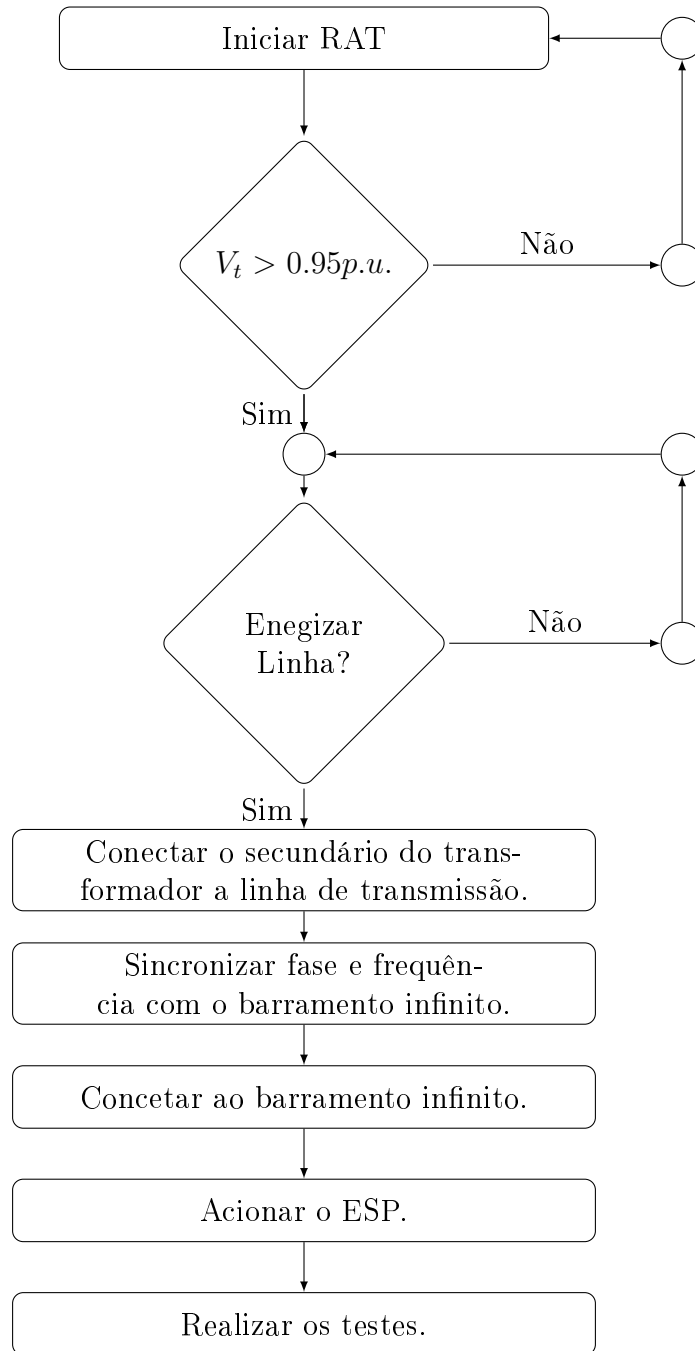 Iniciar RAT
V_t > 0.95p.u.
Não
Sim
Enegizar
Linha?
Não
Sim
Conectar o secundário do trans-
formador a linha de transmissão.
Sincronizar fase e frequên-
cia com o barramento infinito.
Concetar ao barramento infinito.
Acionar o ESP.
Realizar os testes.